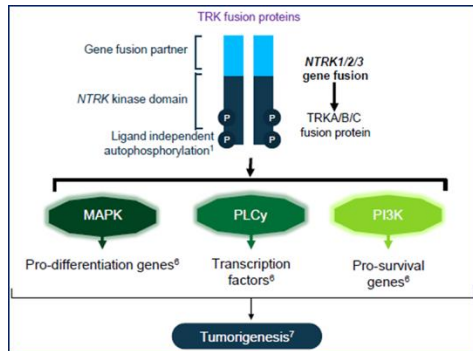 TRK fusion proteins
Gene fusion partner
NTRK kinase domain
Ligand independent
autophosphorylation¹
P P
P P
NTRK1/2/3
gene fusion
TRKA/B/C
fusion protein
MAPK
PLCy
PI3K
Pro-differentiation genes⁶
Transcription
factors⁶
Pro-survival
genes⁶
Tumorigenesis⁷